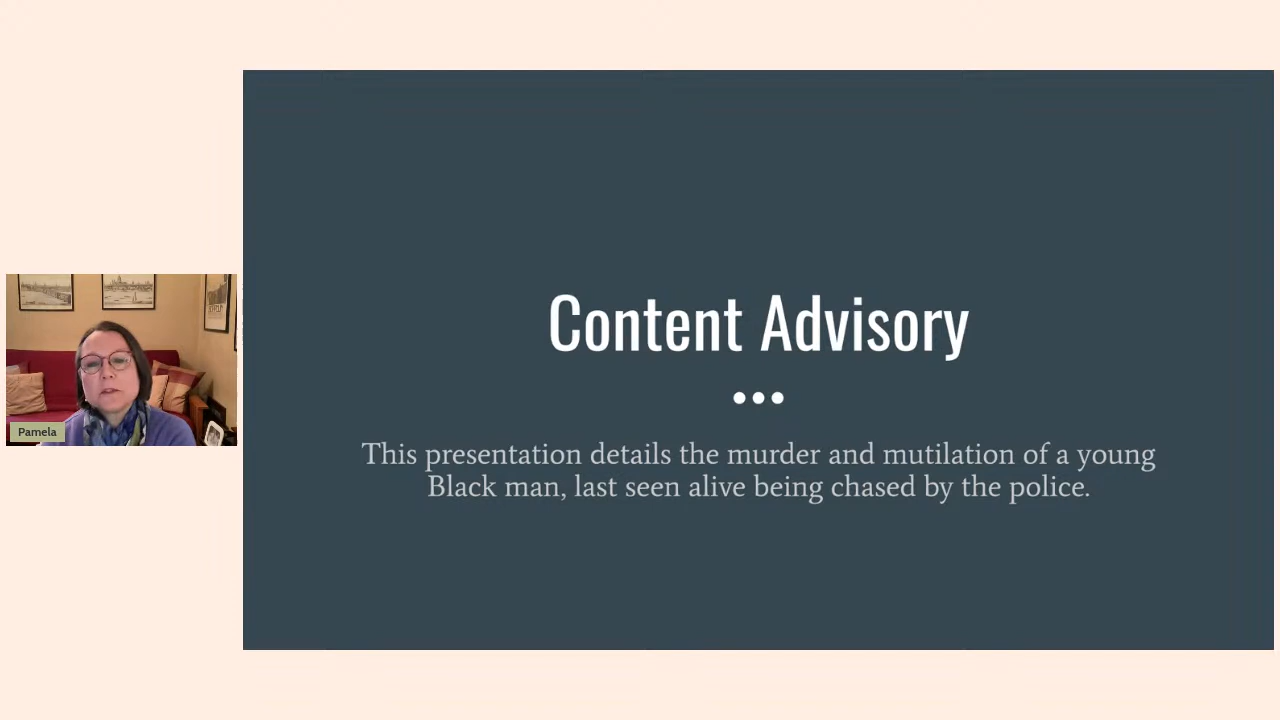 Content Advisory
This presentation details the murder and mutilation of a young
Black man, last seen alive being chased by the police.
Pamela